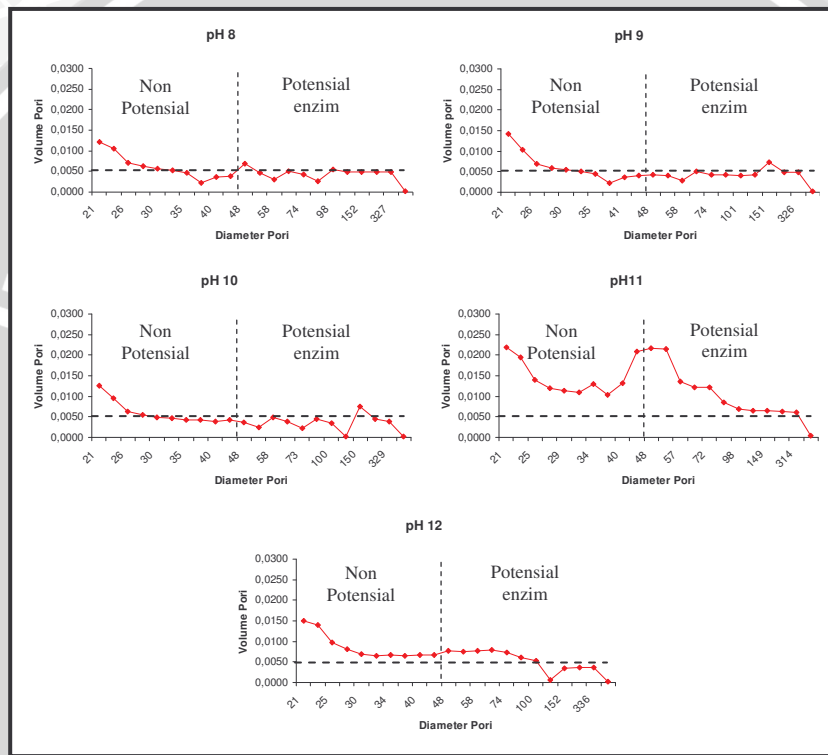 pH 8
0,0300
0,0250
0,0200
0,0150
0,0100
0,0050
0,0000
Volume Pori
Non
Potensial
Potensial
enzim
21 26 30 35 40 48 58 74 98 152 327
Diameter Pori
pH 9
0,0300
0,0250
0,0200
0,0150
0,0100
0,0050
0,0000
Volume pori
Non
Potensial
Potensial
enzim
21 26 30 35 41 48 58 74 101 151 326
Diameter Pori
pH 10
0,0300
0,0250
0,0200
0,0150
0,0100
0,0050
0,0000
Volume Pori
Non
Potensial
Potensial
enzim
21 26 30 35 40 48 58 73 100 150 329
Diameter Pori
pH11
0,0300
0,0250
0,0200
0,0150
0,0100
0,0050
0,0000
Volume Pori
Non
Potensial
Potensial
enzim
21 25 29 35 40 48 57 72 98 149 314
Diameter Pori
pH 12
0,0300
0,0250
0,0200
0,0150
0,0100
0,0050
0,0000
Volume Pori
Non
Potensial
Potensial
enzim
21 25 30 34 40 48 58 74 100 152 336
Diameter Pori